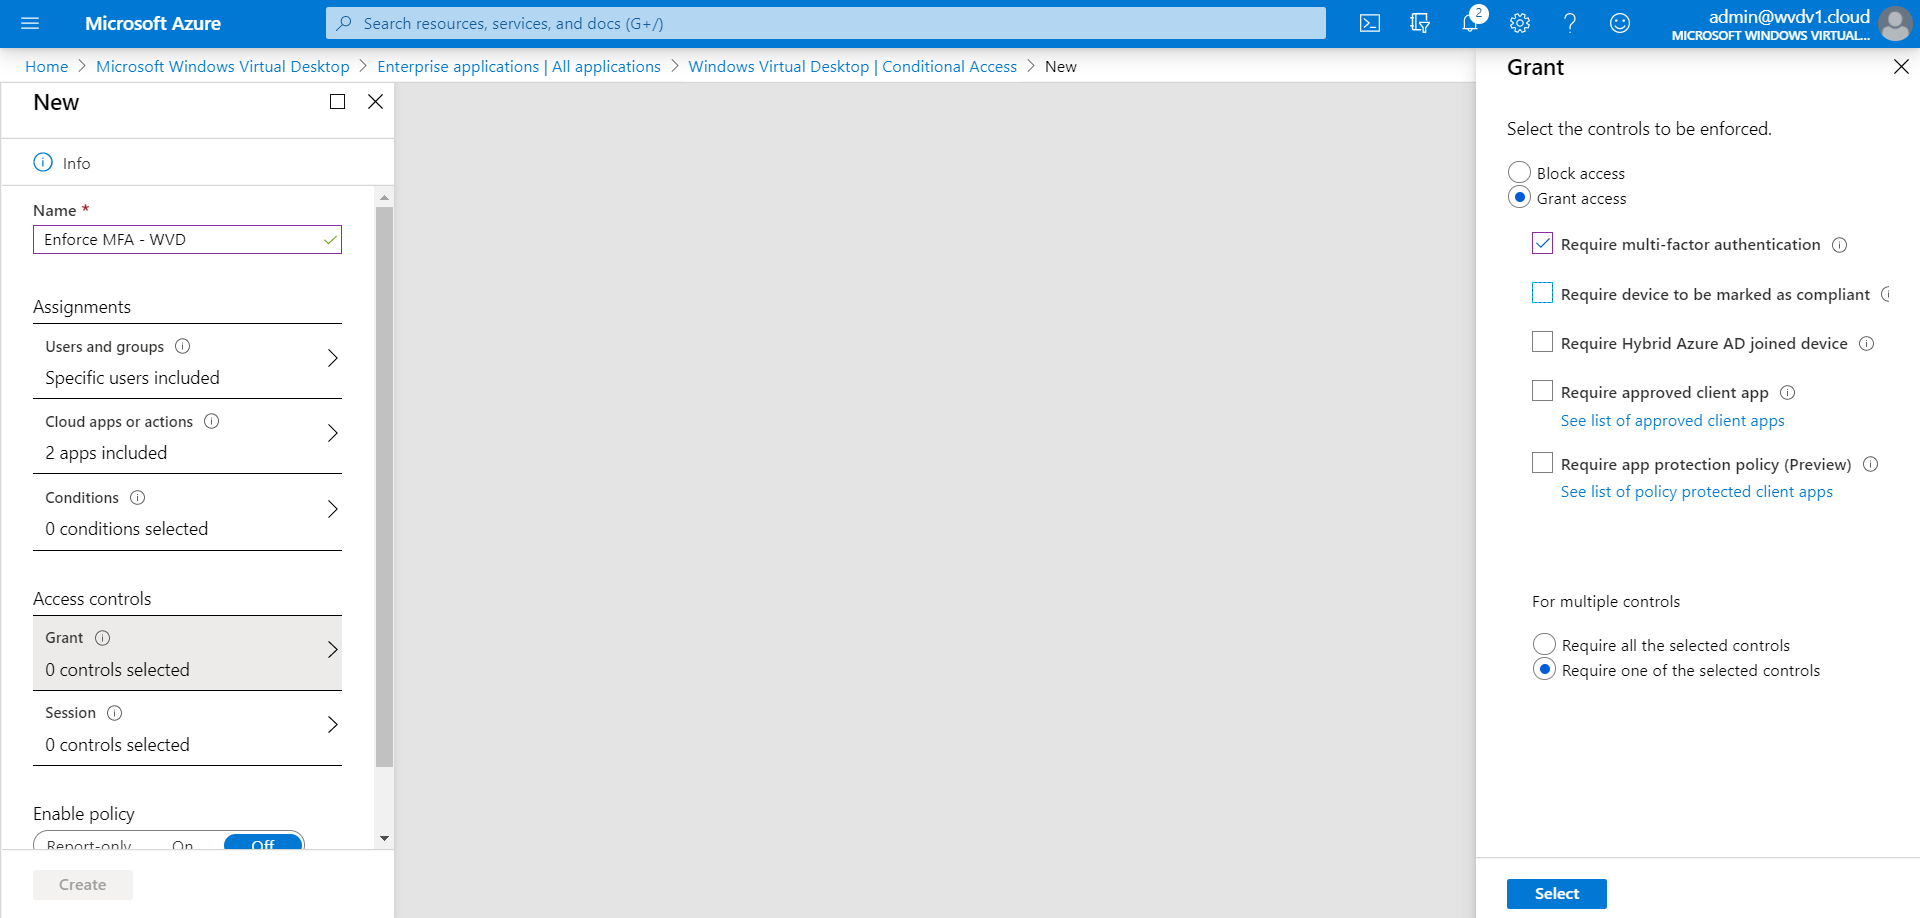 Microsoft Azure
Search resources, services, and docs (G+/)
2
admin@wvdv1.cloud
MICROSOFT WINDOWS VIRTUAL...
Home > Microsoft Windows Virtual Desktop > Enterprise applications | All applications > Windows Virtual Desktop | Conditional Access > New
New
Info
Name *
Enforce MFA - WVD
Assignments
Users and groups
Specific users included
Cloud apps or actions
2 apps included
Conditions
0 conditions selected
Access controls
Grant
0 controls selected
Session
0 controls selected
Enable policy
Report-only On Off
Create
Grant
Select the controls to be enforced.
Block access
Grant access
Require multi-factor authentication
Require device to be marked as compliant
Require Hybrid Azure AD joined device
Require approved client app
See list of approved client apps
Require app protection policy (Preview)
See list of policy protected client apps
For multiple controls
Require all the selected controls
Require one of the selected controls
Select